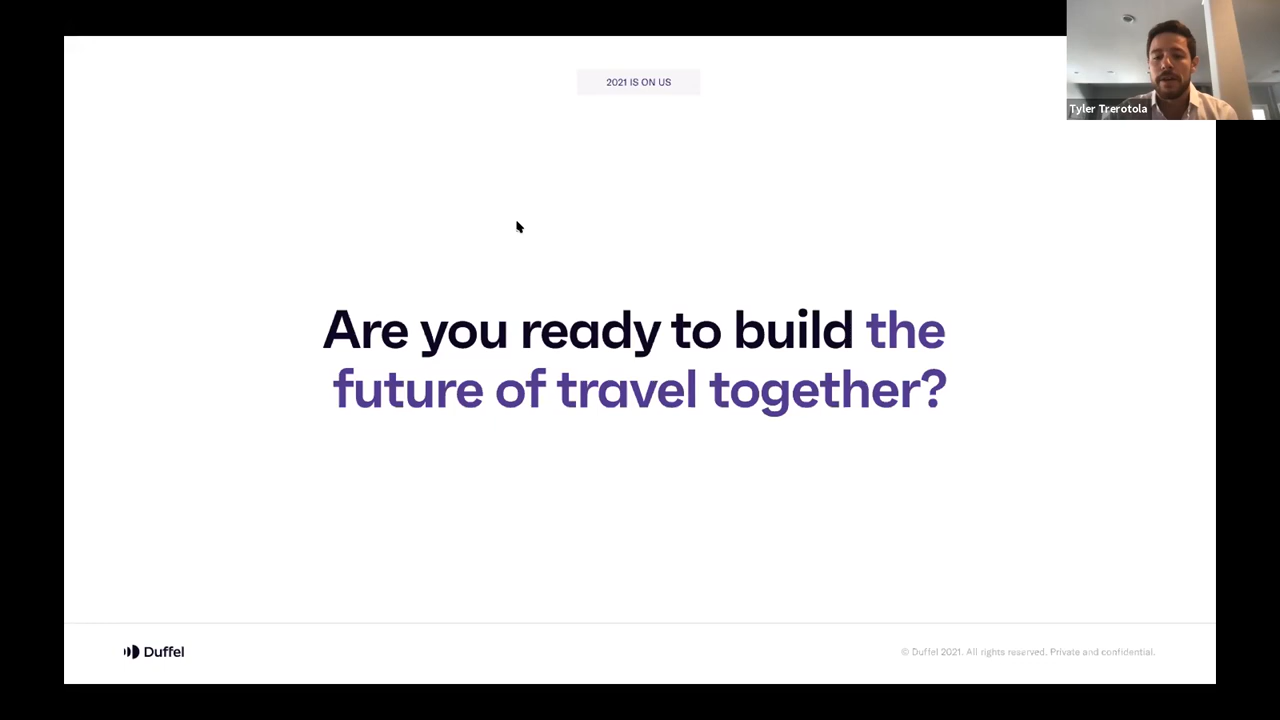 2021 IS ON US
Tyler Trerotola
Are you ready to build the
future of travel together?
Duffel
© Duffel 2021. All rights reserved. Private and confidential.